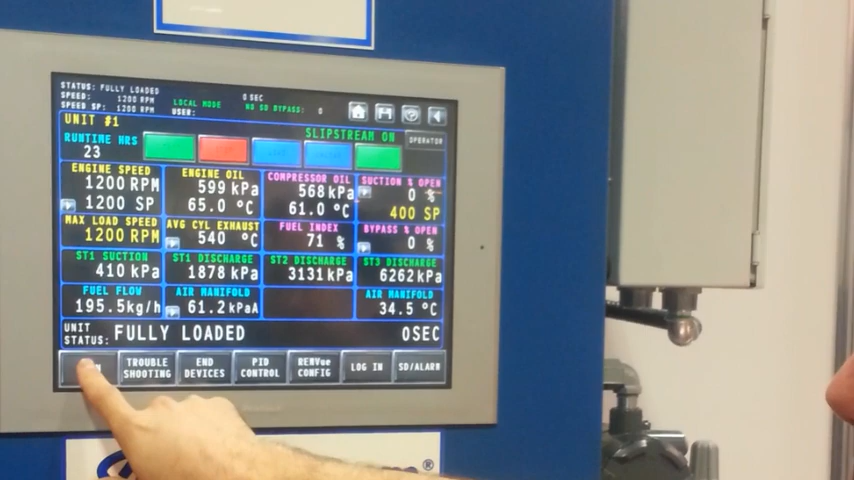 STATUS: FULLY LOADED
SPEED: 1200 RPM
SPEED SP: 1200 RPM
LOCAL MODE
USER:
0 SEC
NO SD BYPASS: 0
UNIT #1
SLIPSTREAM ON
OPERATOR
RUNTIME HRS
23
ENGINE SPEED
1200 RPM
1200 SP
ENGINE OIL
599 kPa
65.0 °C
COMPRESSOR OIL
568 kPa
61.0 °C
SUCTION % OPEN
0 %
400 SP
MAX LOAD SPEED
1200 RPM
AVG CYL EXHAUST
540 °C
FUEL INDEX
71 %
BYPASS % OPEN
0 %
ST1 SUCTION
410 kPa
ST1 DISCHARGE
1878 kPa
ST2 DISCHARGE
3131 kPa
ST3 DISCHARGE
6262 kPa
FUEL FLOW
195.5 kg/h
AIR MANIFOLD
61.2 kPaA
AIR MANIFOLD
34.5 °C
UNIT
STATUS: FULLY LOADED
0SEC
TROUBLE
SHOOTING
END
DEVICES
PID
CONTROL
REMVue
CONFIG
LOG IN
SD/ALARM
®